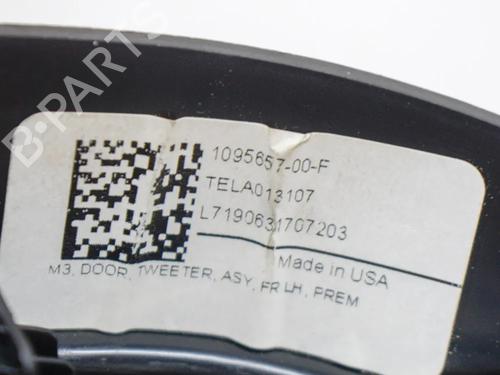 B-PARTS
1095657-00-F
TELA013107
L7190631707203
Made in USA
M3, DOOR, TWEETER, ASY, FR LH, PREM